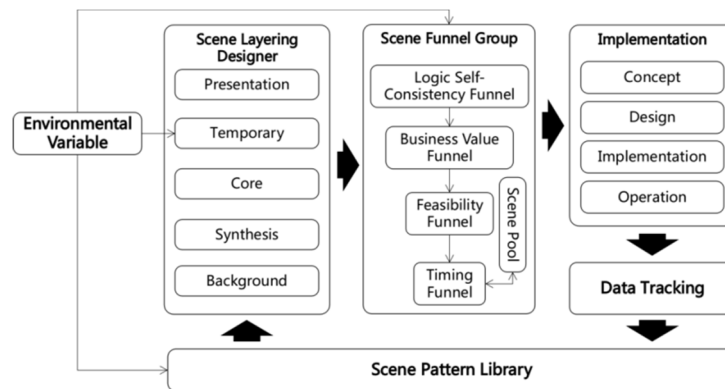 Scene Layering
Designer
Presentation
Temporary
Core
Synthesis
Background
Environmental
Variable
Scene Funnel Group
Logic Self-
Consistency Funnel
Business Value
Funnel
Feasibility
Funnel
Timing
Funnel
Scene Pool
Implementation
Concept
Design
Implementation
Operation
Data Tracking
Scene Pattern Library